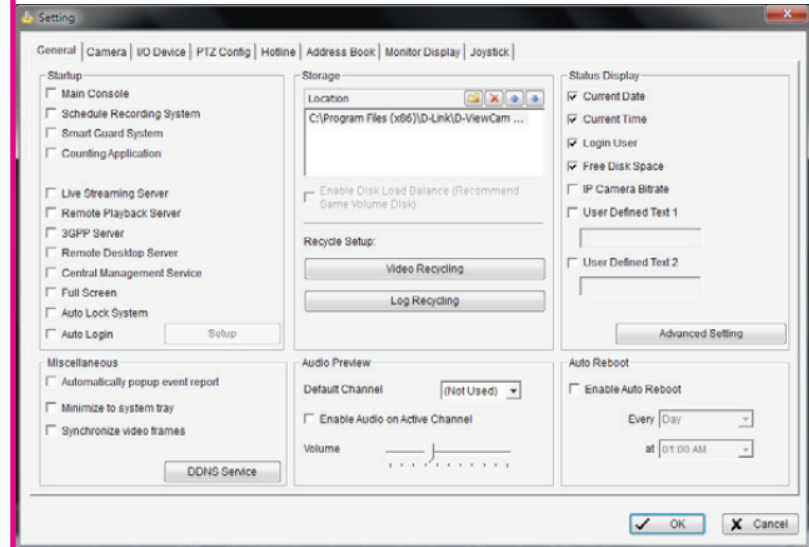 Setting
General Camera I/O Device PTZ Config Hotline Address Book Monitor Display Joystick
Startup
Main Console
Schedule Recording System
Smart Guard System
Counting Application
Live Streaming Server
Remote Playback Server
3GPP Server
Remote Desktop Server
Central Management Service
Full Screen
Auto Lock System
Auto Login Setup
Storage
Location
C:\Program Files (x86)\D-Link\D-ViewCam ...
Enable Disk Load Balance (Recommend
Same Volume Disk)
Recycle Setup:
Video Recycling
Log Recycling
Status Display
Current Date
Current Time
Login User
Free Disk Space
IP Camera Bitrate
User Defined Text 1
User Defined Text 2
Advanced Setting
Miscellaneous
Automatically popup event report
Minimize to system tray
Synchronize video frames
DDNS Service
Audio Preview
Default Channel (Not Used)
Enable Audio on Active Channel
Volume
Auto Reboot
Enable Auto Reboot
Every Day
at 01:00 AM
OK Cancel